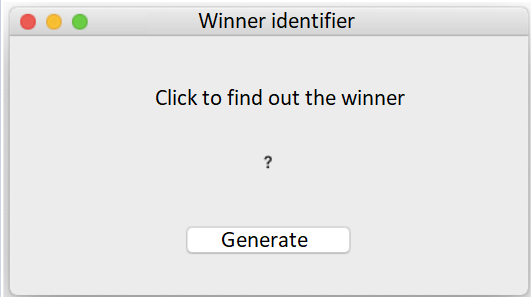 Winner identifier
Click to find out the winner
?
Generate